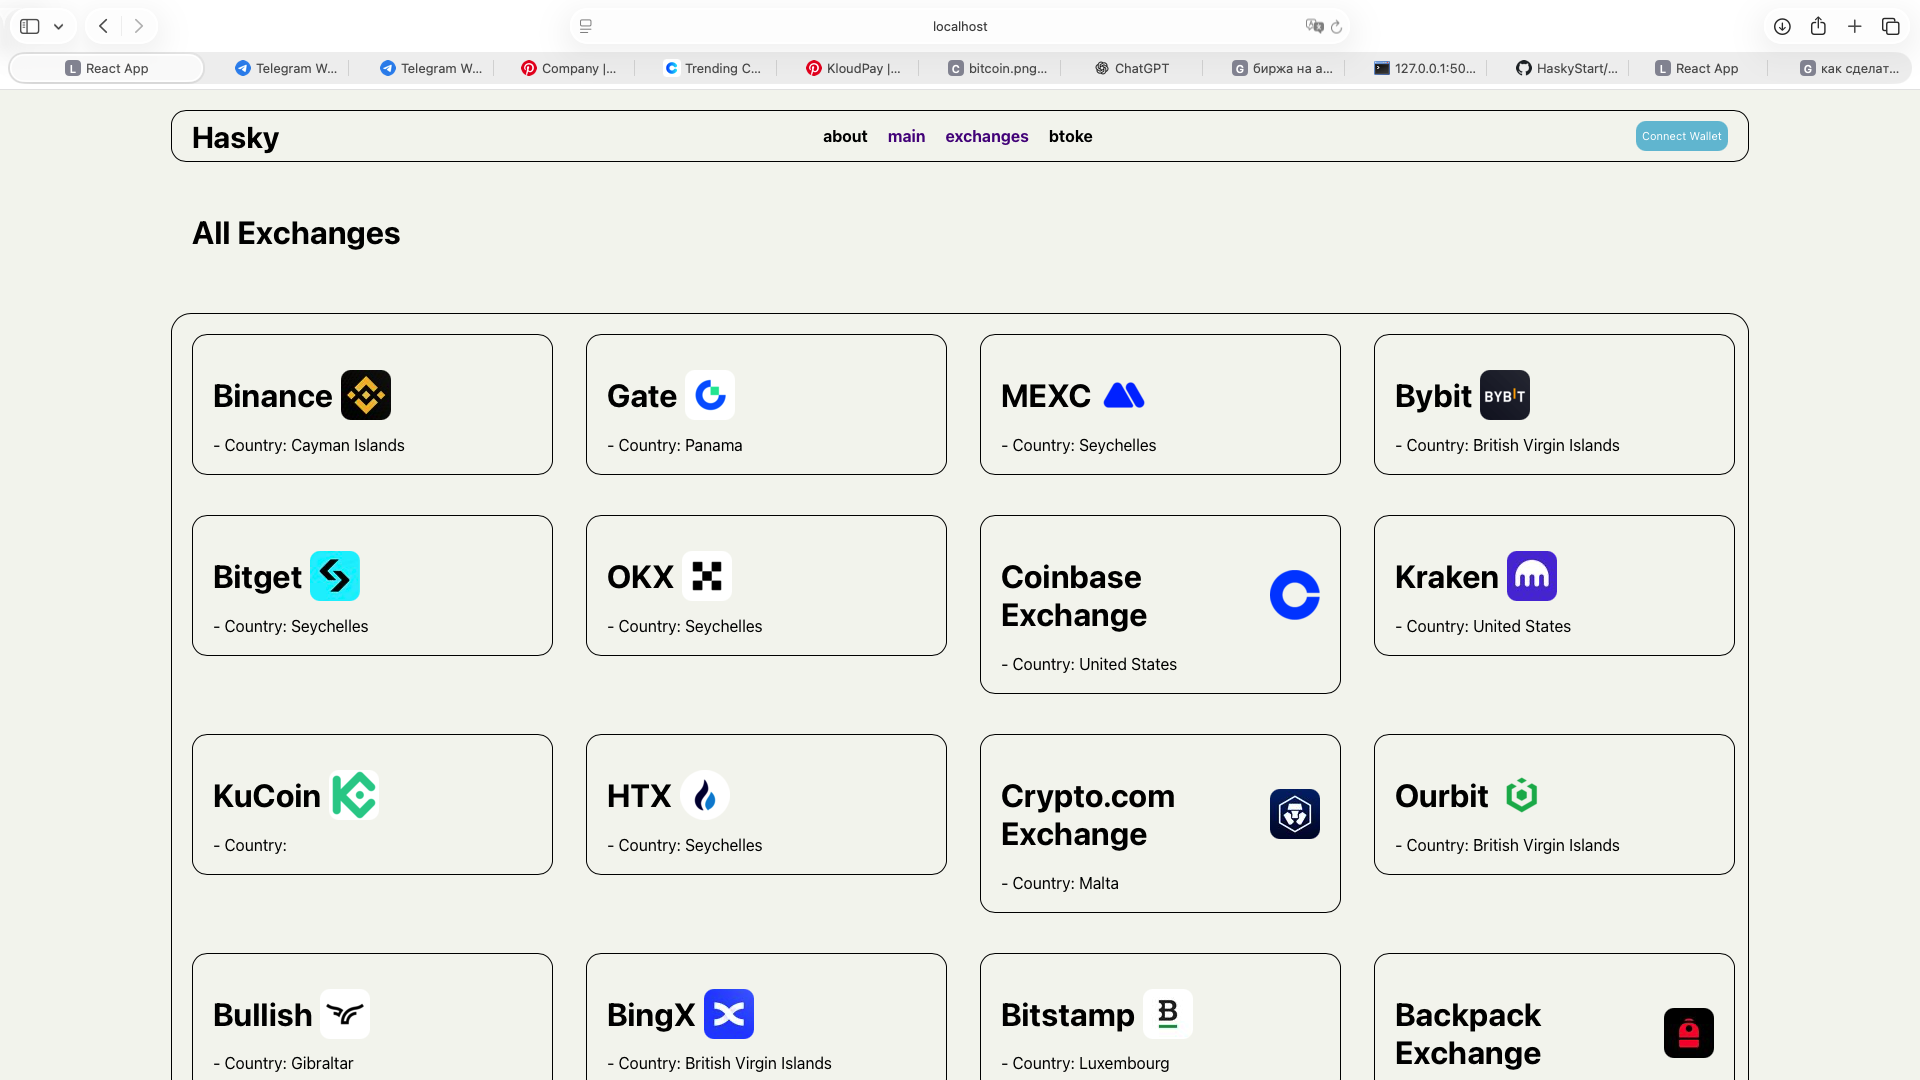 localhost
L React App
Telegram W...
Telegram W...
Company |...
Trending C...
KloudPay |...
C bitcoin.png...
ChatGPT
G биржа на а...
127.0.0.1:50...
HaskyStart/...
L React App
G как сделат...
Hasky
about
main
exchanges
btoke
Connect Wallet
All Exchanges
Binance
- Country: Cayman Islands
Gate
- Country: Panama
MEXC
- Country: Seychelles
Bybit
BYBIT
- Country: British Virgin Islands
Bitget
- Country: Seychelles
OKX
- Country: Seychelles
Coinbase
Exchange
- Country: United States
Kraken
- Country: United States
KuCoin
- Country:
HTX
- Country: Seychelles
Crypto.com
Exchange
- Country: Malta
Ourbit
- Country: British Virgin Islands
Bullish
- Country: Gibraltar
BingX
- Country: British Virgin Islands
Bitstamp
B
- Country: Luxembourg
Backpack
Exchange